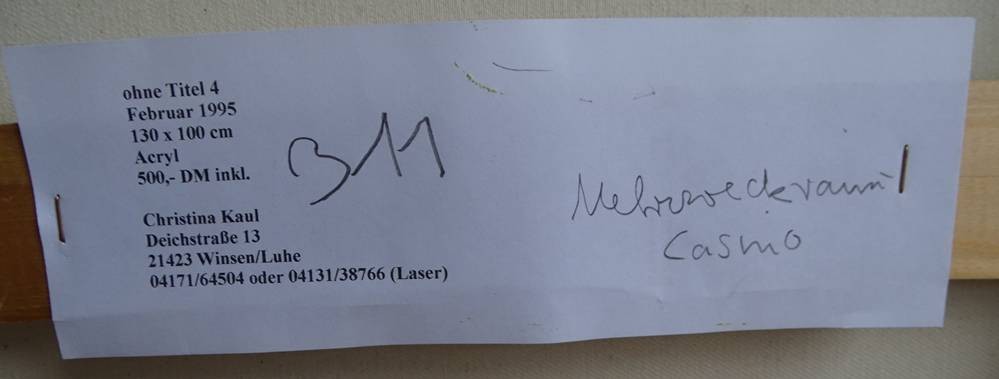 ohne Titel 4
Februar 1995
130 x 100 cm
Acryl
500,- DM inkl.
Christina Kaul
Deichstraße 13
21423 Winsen/Luhe
04171/64504 oder 04131/38766 (Laser)
B11
Mehrzweckraum
Casino